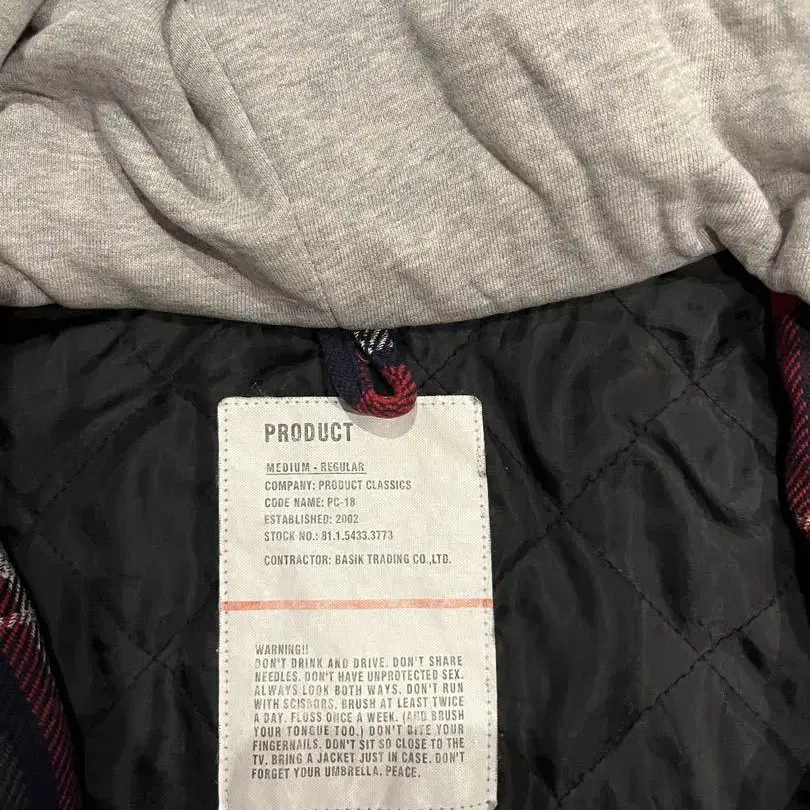 PRODUCT
MEDIUM - REGULAR
COMPANY: PRODUCT CLASSICS
CODE NAME: PC-18
ESTABLISHED: 2002
STOCK NO.: 81.1.5433.3773
CONTRACTOR: BASIK TRADING CO.,LTD.
WARNING!!
DON'T DRINK AND DRIVE. DON'T SHARE
NEEDLES. DON'T HAVE UNPROTECTED SEX.
ALWAYS LOOK BOTH WAYS. DON'T RUN
WITH SCISSORS. BRUSH AT LEAST TWICE
A DAY. FLOSS ONCE A WEEK. (AND BRUSH
YOUR TONGUE TOO.) DON'T BITE YOUR
FINGERNAILS. DON'T SIT SO CLOSE TO THE
TV. BRING A JACKET JUST IN CASE. DON'T
FORGET YOUR UMBRELLA. PEACE.